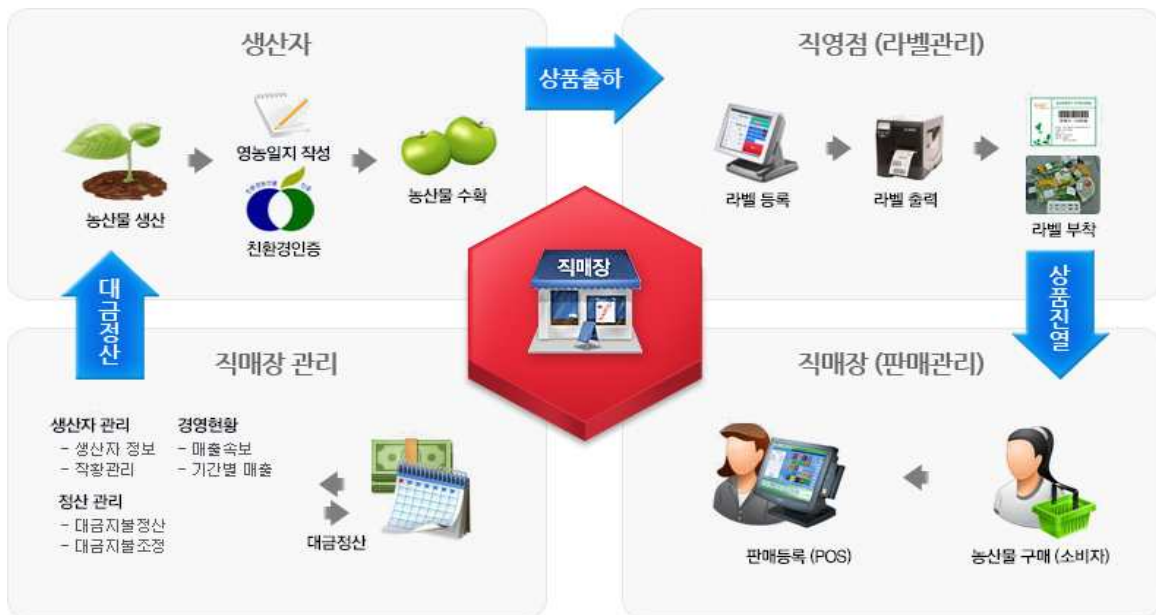 생산자
영농일지 작성
농산물 생산
친환경인증
농산물 수확
상품출하
직영점 (라벨관리)
라벨 등록
라벨 출력
라벨 부착
직매장
상품진열
직매장 (판매관리)
판매등록 (POS)
농산물 구매 (소비자)
직매장 관리
생산자 관리
- 생산자 정보
- 작황관리
경영현황
- 매출속보
- 기간별 매출
정산 관리
- 대금지불정산
- 대금지불조정
대금정산
대금정산